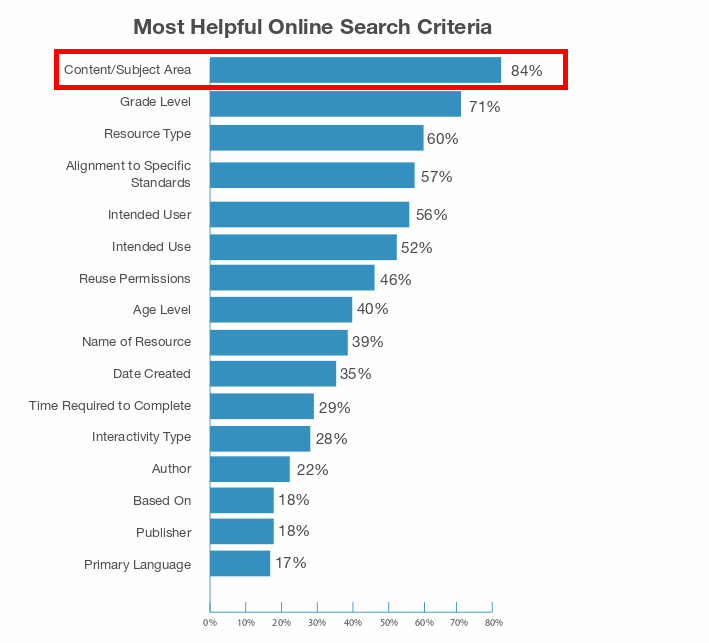 Most Helpful Online Search Criteria
Content/Subject Area 84%
Grade Level 71%
Resource Type 60%
Alignment to Specific
Standards 57%
Intended User 56%
Intended Use 52%
Reuse Permissions 46%
Age Level 40%
Name of Resource 39%
Date Created 35%
Time Required to Complete 29%
Interactivity Type 28%
Author 22%
Based On 18%
Publisher 18%
Primary Language 17%
0% 10% 20% 30% 40% 50% 60% 70% 80%